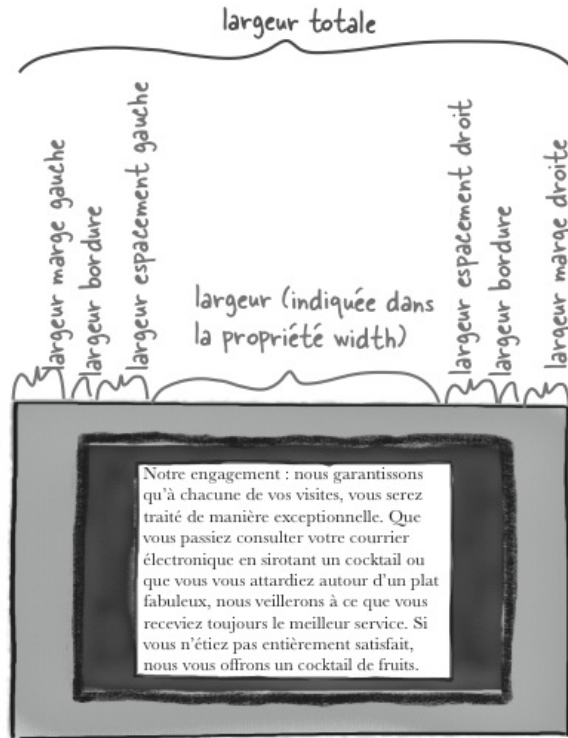 largeur totale
largeur marge gauche
largeur bordure
largeur espacement gauche
largeur (indiquée dans
la propriété width)
largeur espacement droit
largeur bordure
largeur marge droite
Notre engagement : nous garantissons
qu'à chacune de vos visites, vous serez
traité de manière exceptionnelle. Que
vous passiez consulter votre courrier
électronique en sirotant un cocktail ou
que vous vous attardiez autour d'un plat
fabuleux, nous veillerons à ce que vous
receviez toujours le meilleur service. Si
vous n'étiez pas entièrement satisfait,
nous vous offrons un cocktail de fruits.